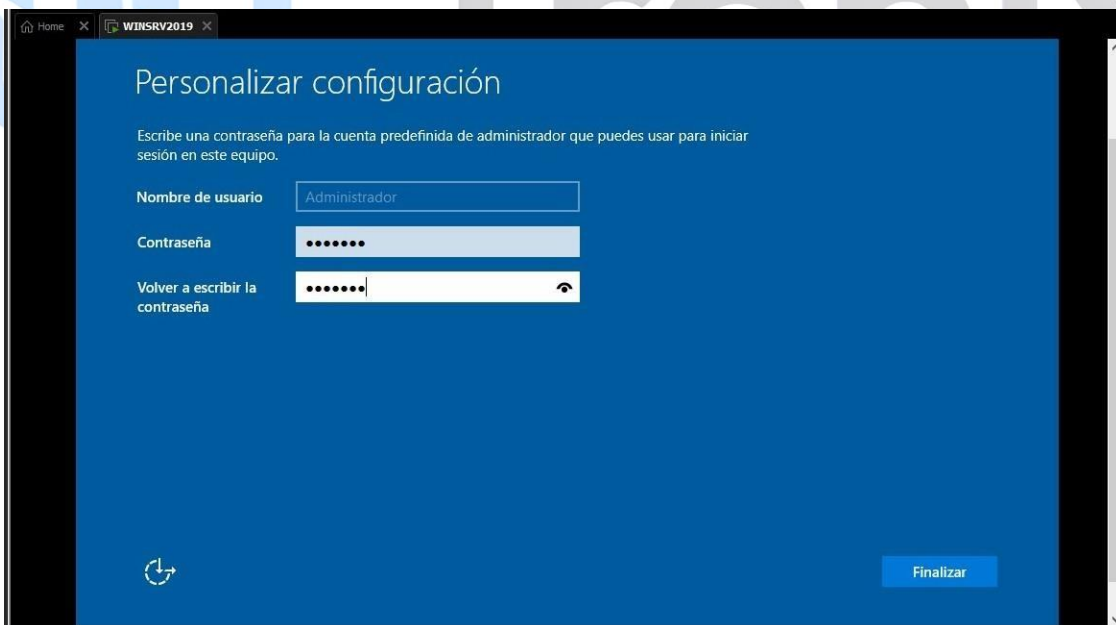 Home
WINSRV2019
Personalizar configuración
Escribe una contraseña para la cuenta predefinida de administrador que puedes usar para iniciar
sesión en este equipo.
Nombre de usuario
Administrador
Contraseña
•••••••
Volver a escribir la
contraseña
•••••••
Finalizar